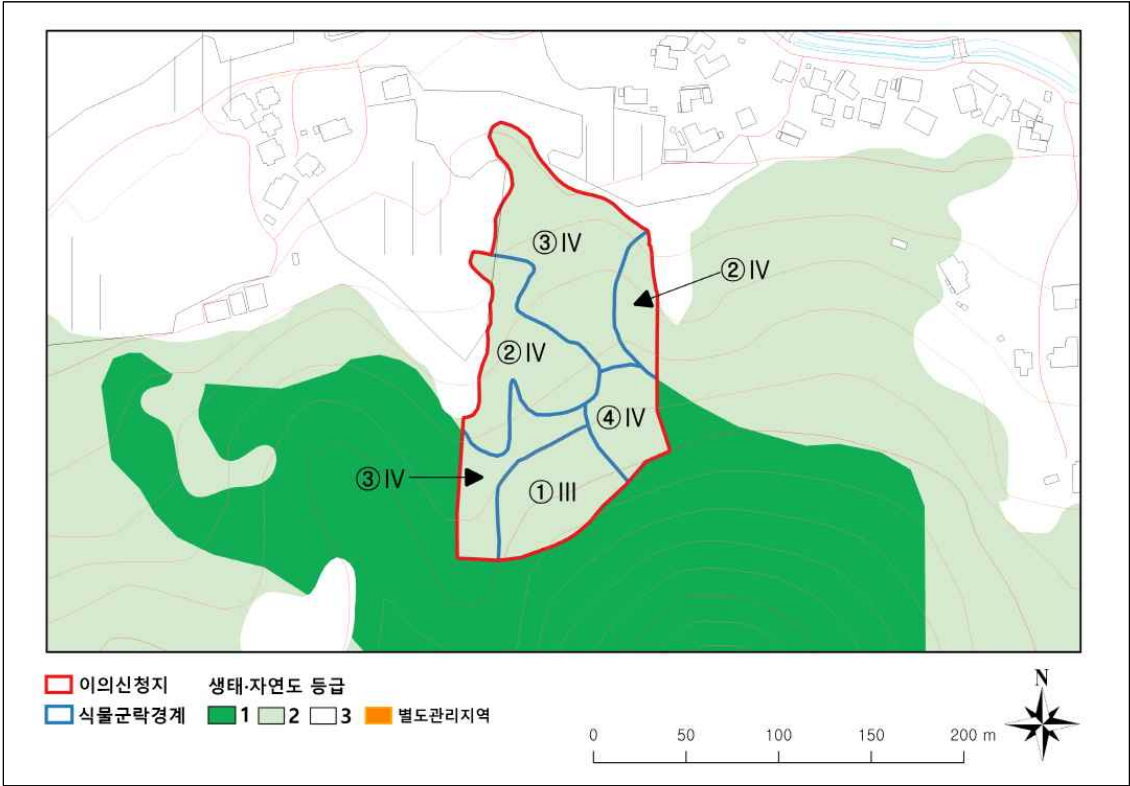 ③ IV
② IV
② IV
④ IV
③ IV
① III
이의신청지
생태·자연도 등급
식물군락경계
1
2
3
별도관리지역
0
50
100
150
200 m
N